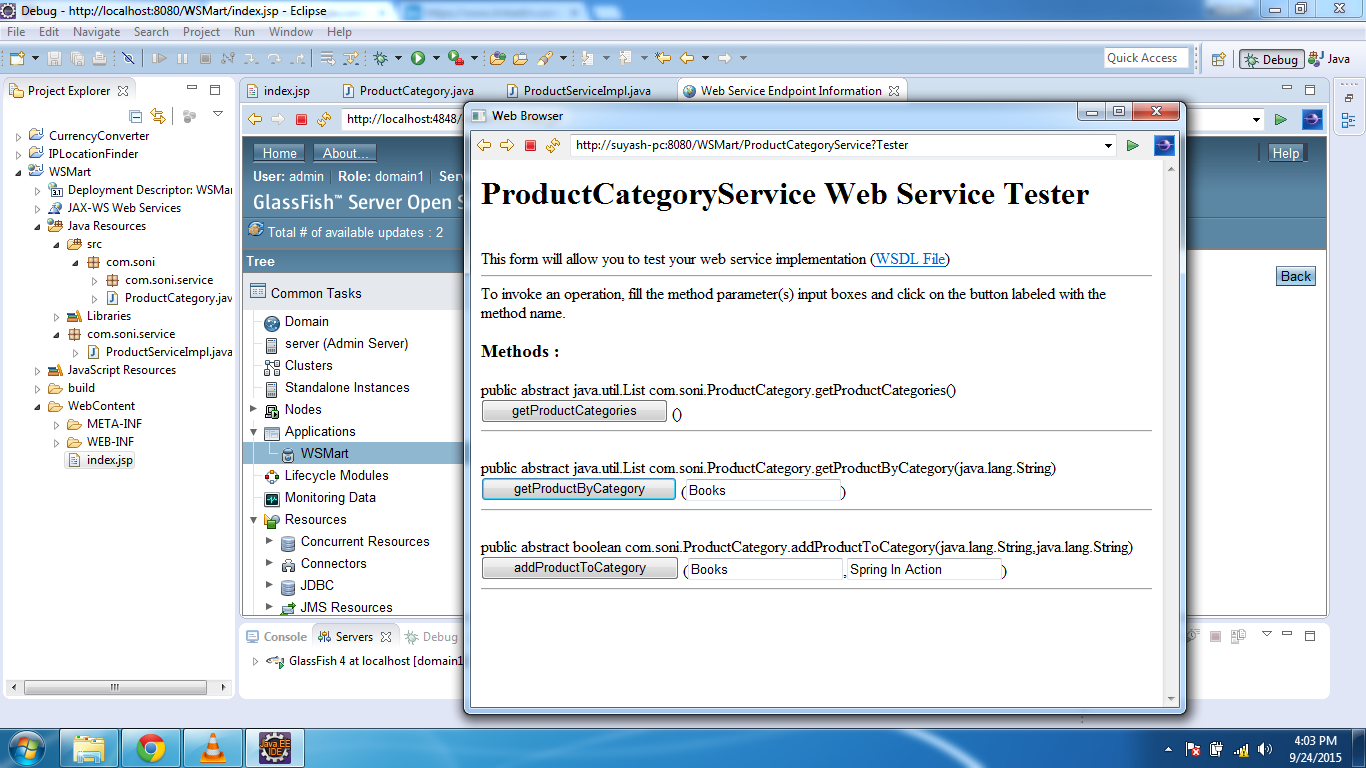 Debug - http://localhost:8080/WSMart/index.jsp - Eclipse
File Edit Navigate Search Project Run Window Help
Quick Access
Debug
Java
Project Explorer
CurrencyConverter
IPLocationFinder
WSMart
Deployment Descriptor: WSMar
JAX-WS Web Services
Java Resources
src
com.soni
com.soni.service
ProductCategory.jav
Libraries
com.soni.service
ProductServiceImpl.java
JavaScript Resources
build
WebContent
META-INF
WEB-INF
index.jsp
index.jsp
ProductCategory.java
ProductServiceImpl.java
Web Service Endpoint Information
http://localhost:4848/
Home
About...
Help
User: admin
Role: domain1
Serv
GlassFish™ Server Open S
Total # of available updates : 2
Tree
Back
Common Tasks
Domain
server (Admin Server)
Clusters
Standalone Instances
Nodes
Applications
WSMart
Lifecycle Modules
Monitoring Data
Resources
Concurrent Resources
Connectors
JDBC
JMS Resources
Console
Servers
Debug
GlassFish 4 at localhost [domain1
Web Browser
http://suyash-pc:8080/WSMart/ProductCategoryService?Tester
ProductCategoryService Web Service Tester
This form will allow you to test your web service implementation (WSDL File)
To invoke an operation, fill the method parameter(s) input boxes and click on the button labeled with the
method name.
Methods :
public abstract java.util.List com.soni.ProductCategory.getProductCategories()
getProductCategories ()
public abstract java.util.List com.soni.ProductCategory.getProductByCategory(java.lang.String)
getProductByCategory (Books)
public abstract boolean com.soni.ProductCategory.addProductToCategory(java.lang.String,java.lang.String)
addProductToCategory (Books,Spring In Action)
Java EE
IDE
4:03 PM
9/24/2015